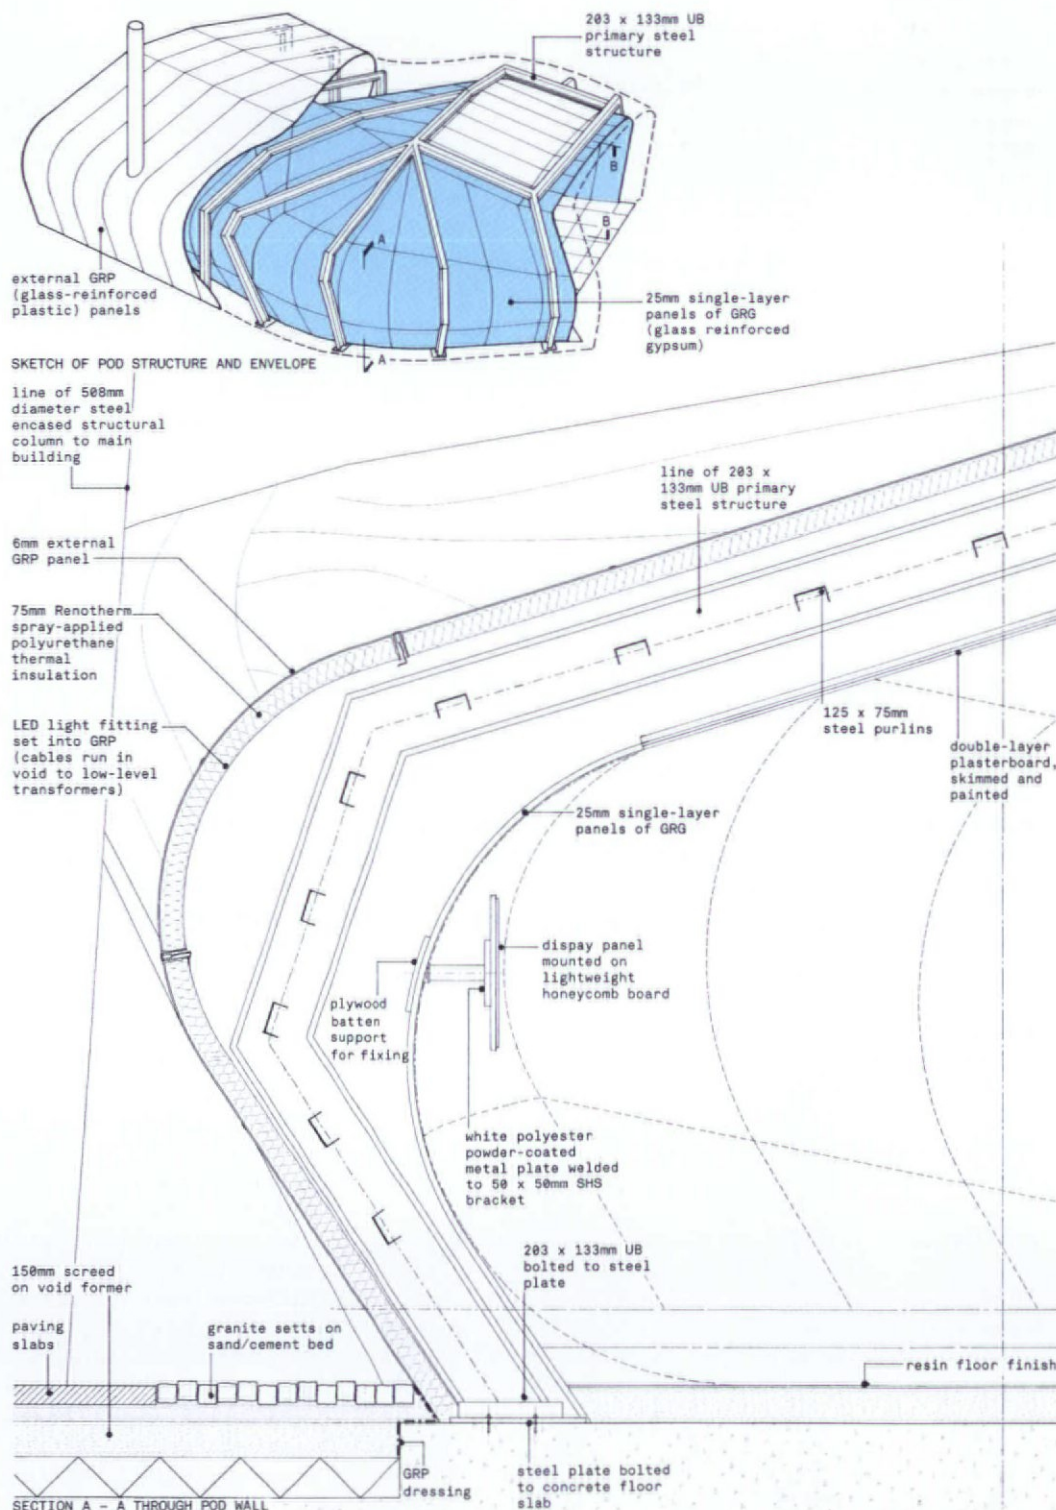 203 x 133mm UB
primary steel
structure
B
B
A
external GRP
(glass-reinforced
plastic) panels
25mm single-layer
panels of GRG
(glass reinforced
gypsum)
A
SKETCH OF POD STRUCTURE AND ENVELOPE
line of 508mm
diameter steel
encased structural
column to main
building
line of 203 x
133mm UB primary
steel structure
6mm external
GRP panel
75mm Renotherm
spray-applied
polyurethane
thermal
insulation
LED light fitting
set into GRP
(cables run in
void to low-level
transformers)
125 x 75mm
steel purlins
double-layer
plasterboard,
skimmed and
painted
25mm single-layer
panels of GRG
dispay panel
mounted on
lightweight
honeycomb board
plywood
batten
support
for fixing
white polyester
powder-coated
metal plate welded
to 50 x 50mm SHS
bracket
203 x 133mm UB
bolted to steel
plate
150mm screed
on void former
paving
slabs
granite setts on
sand/cement bed
resin floor finish
GRP
dressing
steel plate bolted
to concrete floor
slab
SECTION A - A THROUGH POD WALL